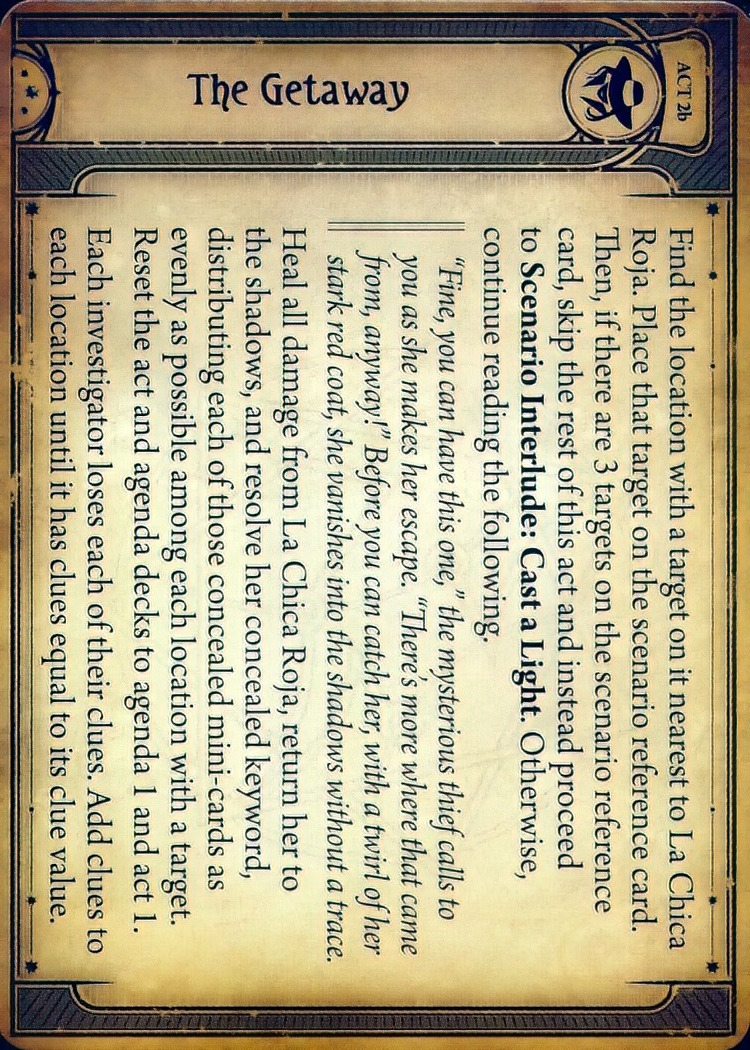 ACT 2b
The Getaway
Find the location with a target on it nearest to La Chica
Roja. Place that target on the scenario reference card.
Then, if there are 3 targets on the scenario reference
card, skip the rest of this act and instead proceed
to Scenario Interlude: Cast a Light. Otherwise,
continue reading the following.
“Fine, you can have this one,” the mysterious thief calls to
you as she makes her escape. “There’s more where that came
from, anyway!” Before you can catch her, with a twirl of her
stark red coat, she vanishes into the shadows without a trace.
Heal all damage from La Chica Roja, return her to
the shadows, and resolve her concealed keyword,
distributing each of those concealed mini-cards as
evenly as possible among each location with a target.
Reset the act and agenda decks to agenda 1 and act 1.
Each investigator loses each of their clues. Add clues to
each location until it has clues equal to its clue value.